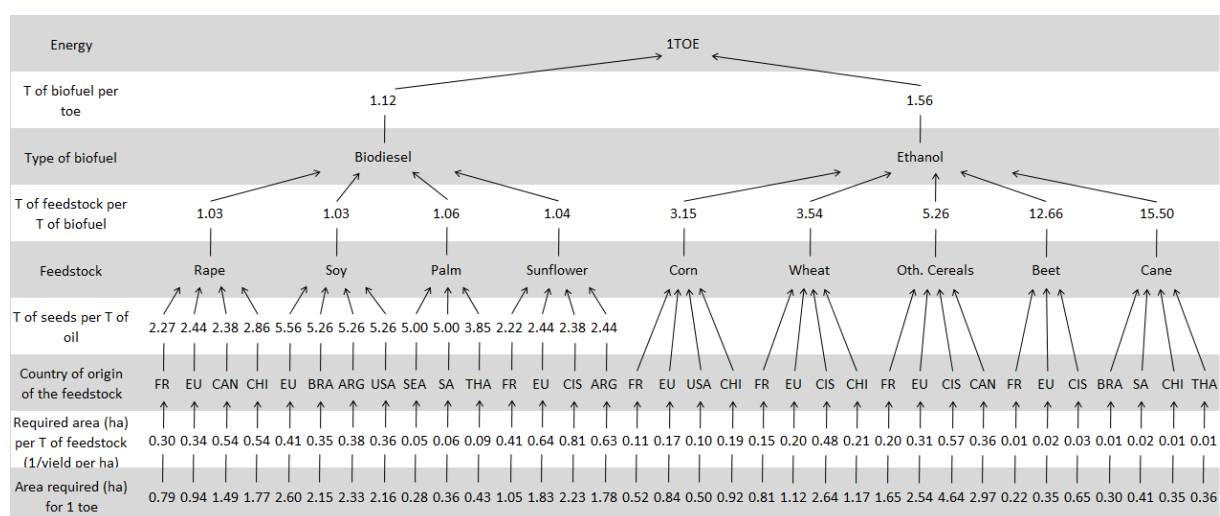 Energy
1TOE
T of biofuel per
toe
1.12 1.56
Type of biofuel
Biodiesel Ethanol
T of feedstock per
T of biofuel
1.03 1.03 1.06 1.04 3.15 3.54 5.26 12.66 15.50
Feedstock
Rape Soy Palm Sunflower Corn Wheat Oth. Cereals Beet Cane
T of seeds per T of
oil
2.27 2.44 2.38 2.86 5.56 5.26 5.26 5.26 5.00 5.00 3.85 2.22 2.44 2.38 2.44
Country of origin
of the feedstock
FR EU CAN CHI EU BRA ARG USA SEA SA THA FR EU CIS ARG FR EU USA CHI FR EU CIS CHI FR EU CIS CAN FR EU CIS BRA SA CHI THA
Required area (ha)
per T of feedstock
(1/yield per ha)
0.30 0.34 0.54 0.54 0.41 0.35 0.38 0.36 0.05 0.06 0.09 0.41 0.64 0.81 0.63 0.11 0.17 0.10 0.19 0.15 0.20 0.48 0.21 0.20 0.31 0.57 0.36 0.01 0.02 0.03 0.01 0.02 0.01 0.01
Area required (ha)
for 1 toe
0.79 0.94 1.49 1.77 2.60 2.15 2.33 2.16 0.28 0.36 0.43 1.05 1.83 2.23 1.78 0.52 0.84 0.50 0.92 0.81 1.12 2.64 1.17 1.65 2.54 4.64 2.97 0.22 0.35 0.65 0.30 0.41 0.35 0.36